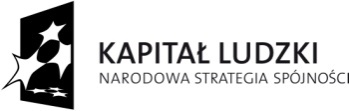 KAPITAŁ LUDZKI
NARODOWA STRATEGIA SPÓJNOŚCI